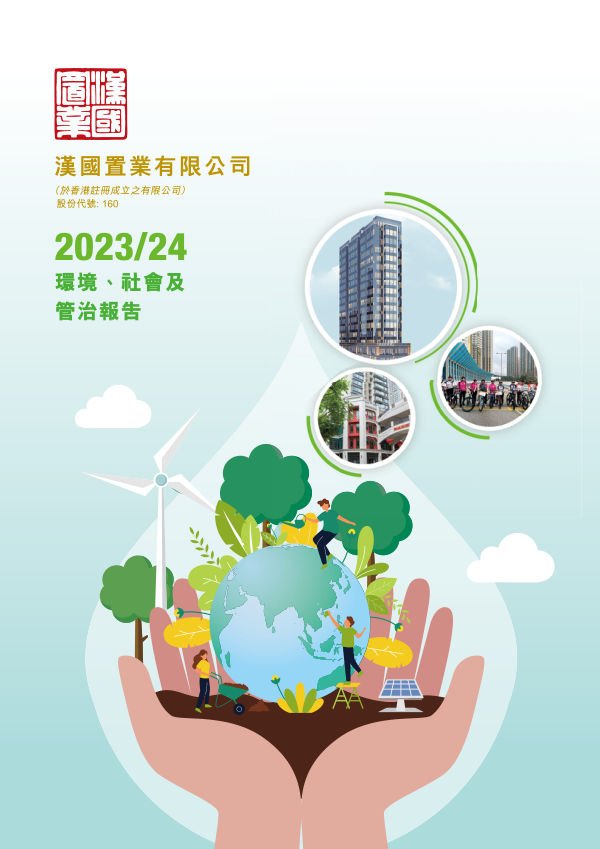 漢國置業
漢國置業有限公司
(於香港註冊成立之有限公司)
股份代號: 160
2023/24
環境、社會及
管治報告